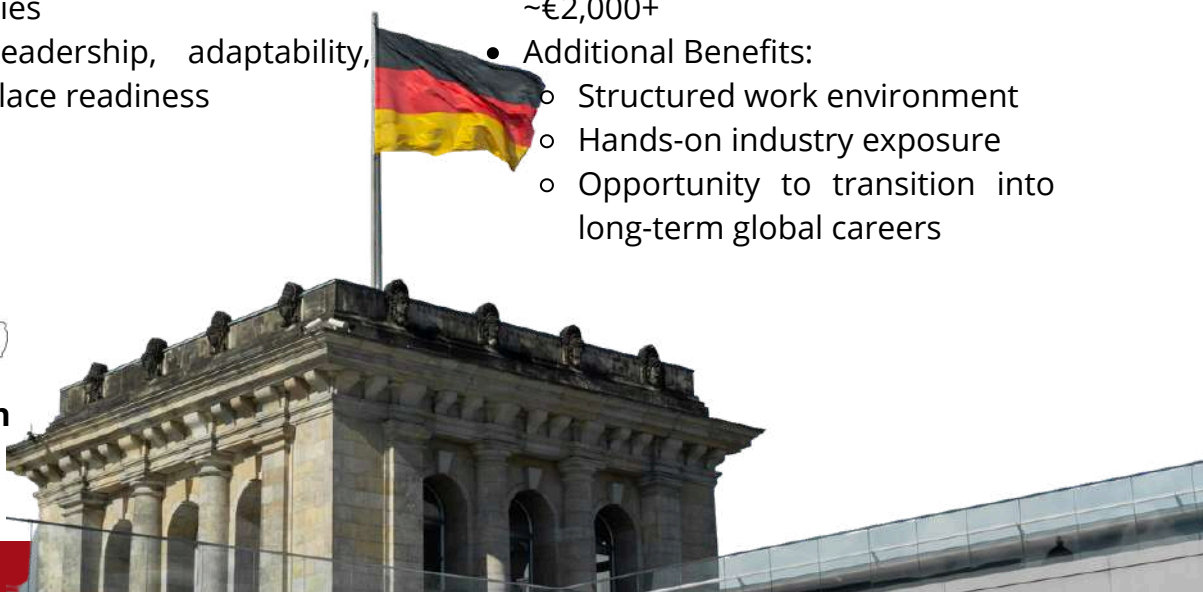 ies
eadership, adaptability,
lace readiness
n
~€2,000+
• Additional Benefits:
○ Structured work environment
○ Hands-on industry exposure
○ Opportunity to transition into
long-term global careers